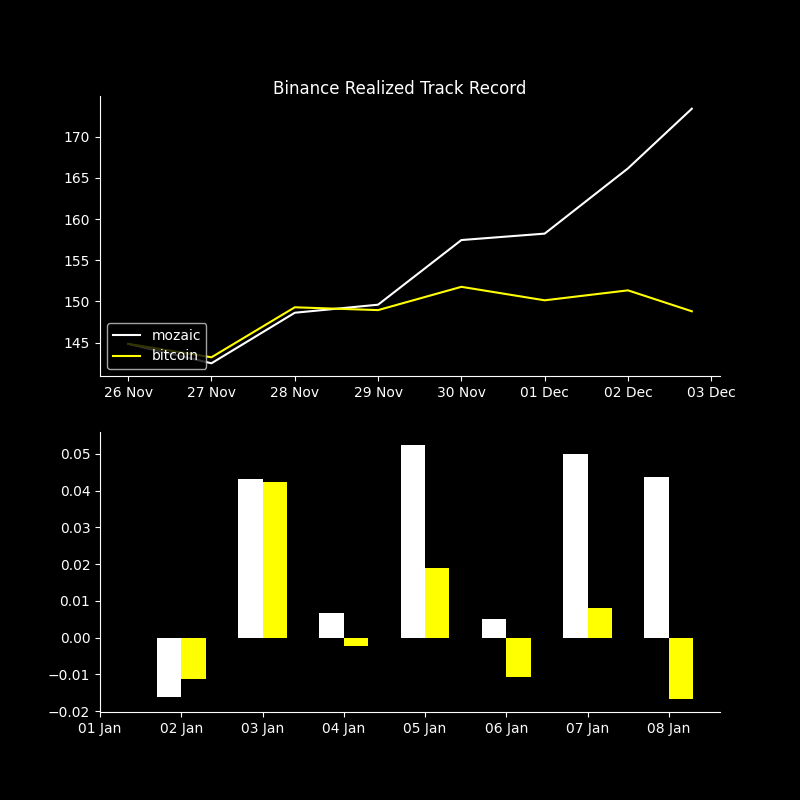 Binance Realized Track Record
170
165
160
155
150
145
mozaic
bitcoin
26 Nov 27 Nov 28 Nov 29 Nov 30 Nov 01 Dec 02 Dec 03 Dec
0.05
0.04
0.03
0.02
0.01
0.00
−0.01
−0.02
01 Jan 02 Jan 03 Jan 04 Jan 05 Jan 06 Jan 07 Jan 08 Jan